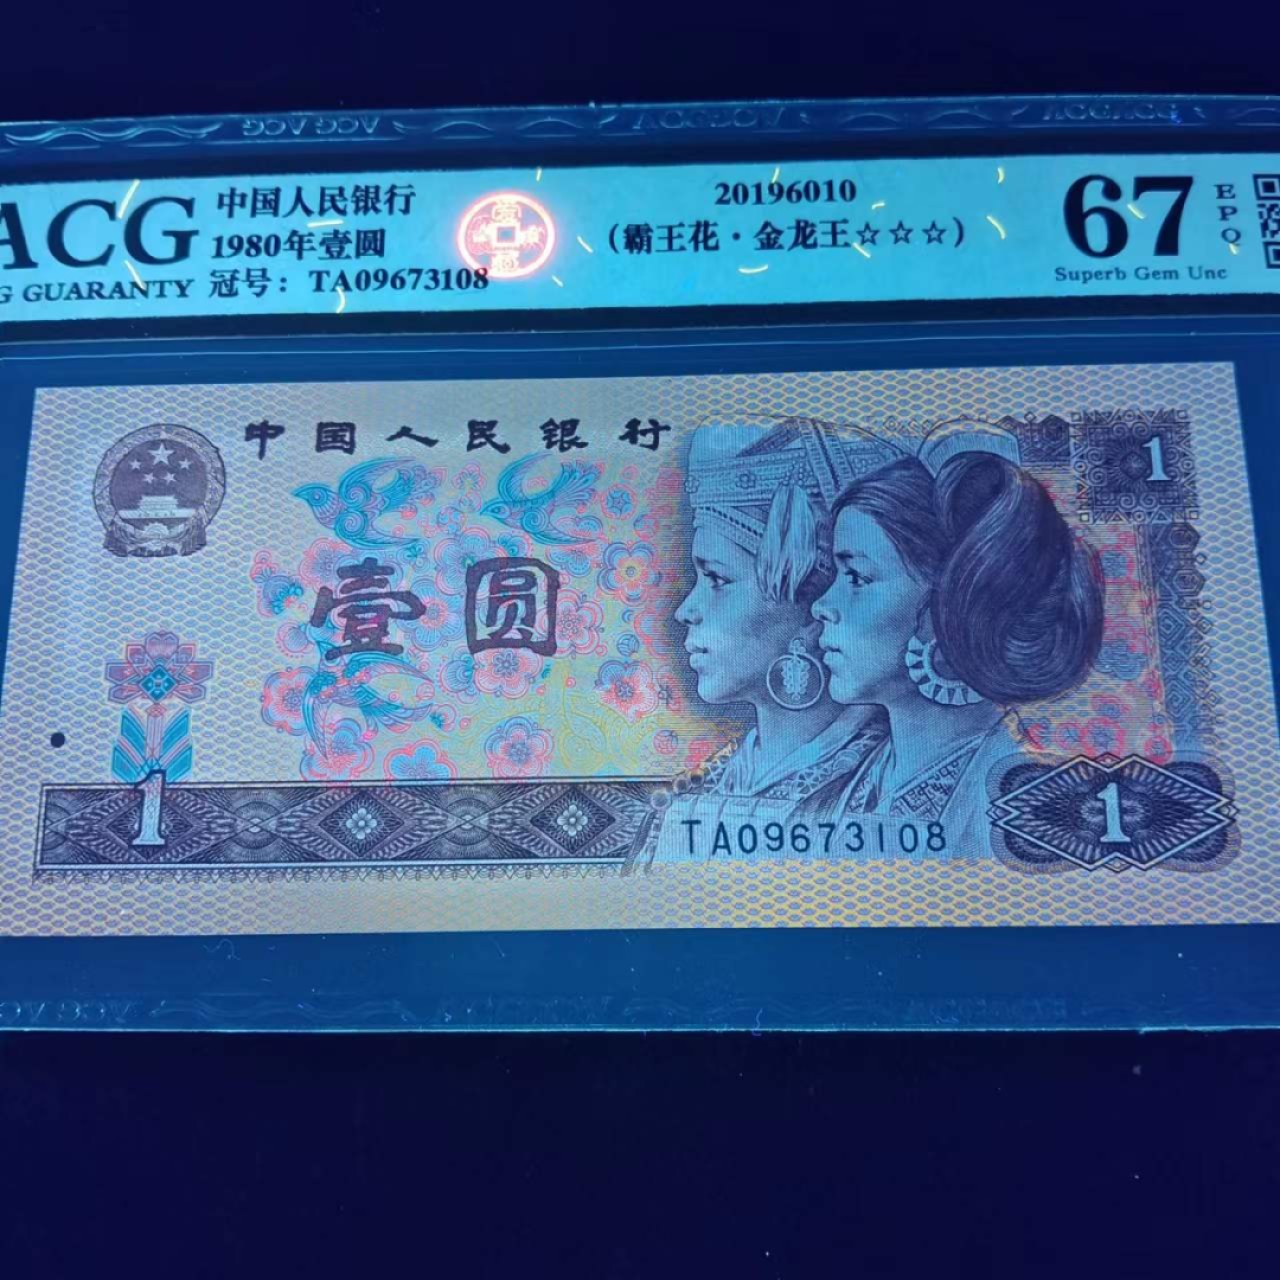 ACG
中国人民银行
1980年壹圆
冠号：TA09673108
G GUARANTY
20196010
（霸王花·金龙王☆☆☆）
67
EPQ
Superb Gem Unc
中国人民银行
1
壹圆
1
TA09673108
1